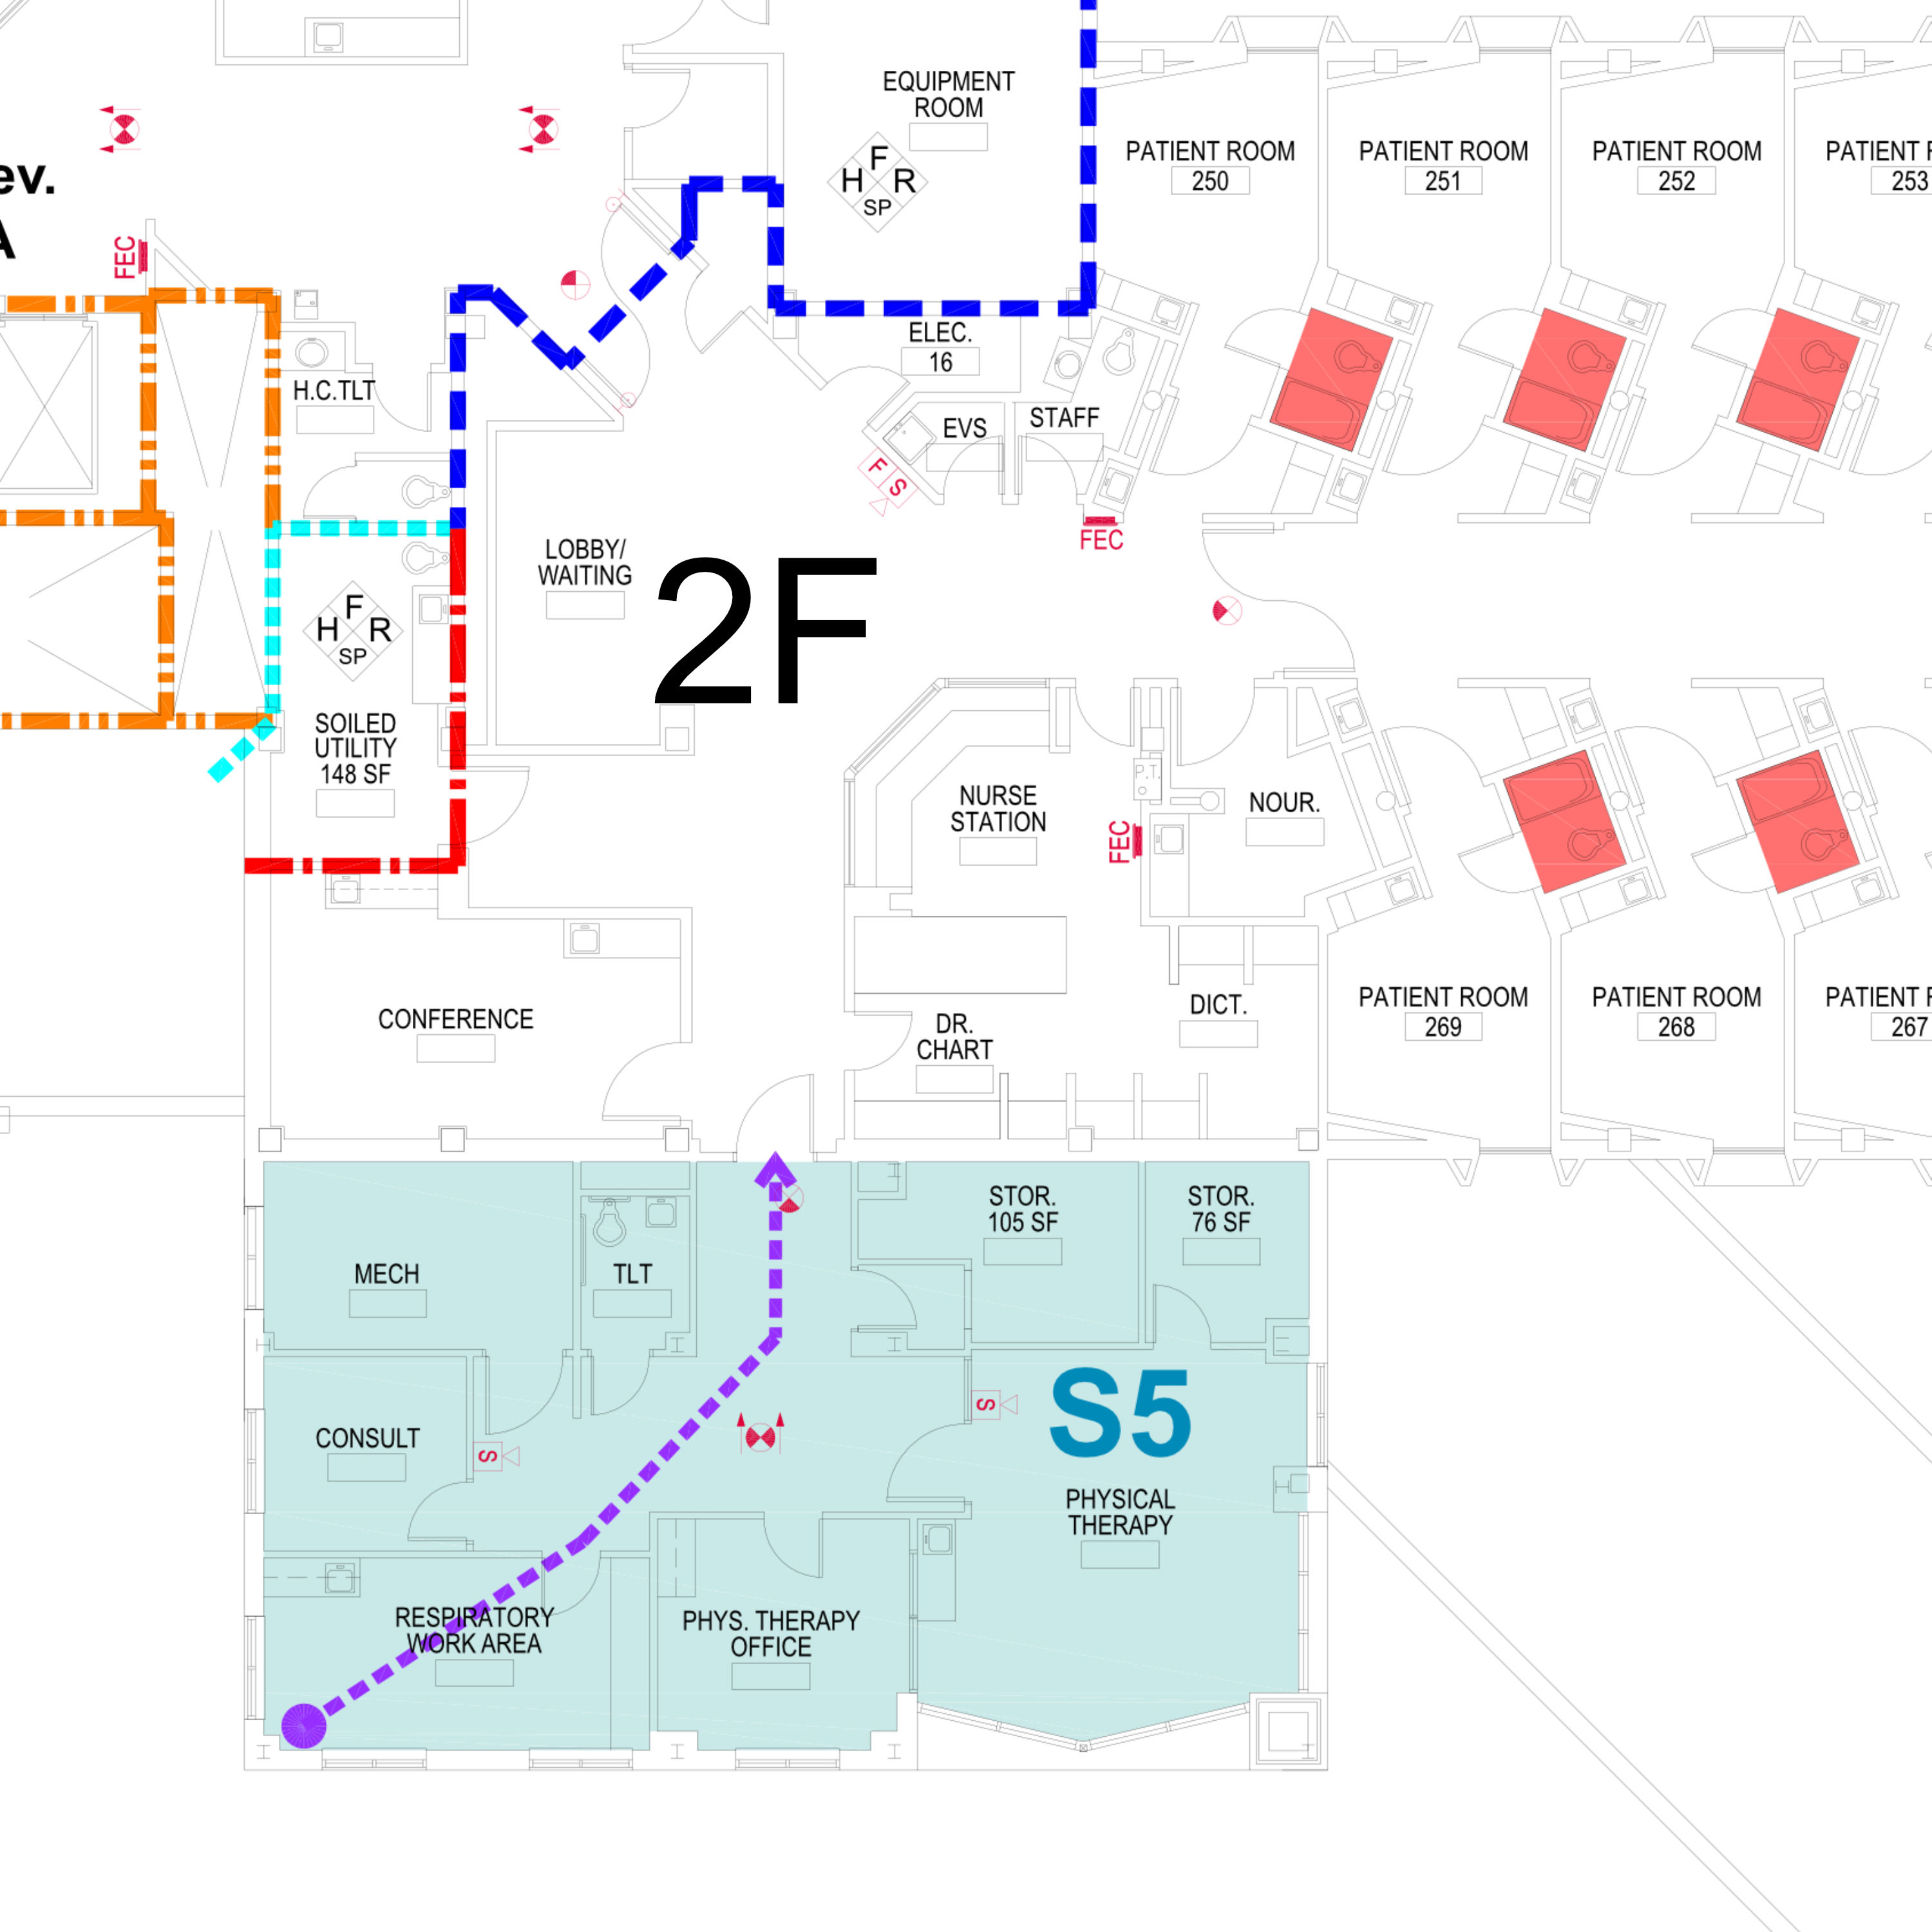 EQUIPMENT
ROOM
F
H R
SP
PATIENT ROOM
250
PATIENT ROOM
251
PATIENT ROOM
252
PATIENT
253
ev.
A
FEC
H.C.TLT
ELEC.
16
EVS
STAFF
F
S
FEC
LOBBY/
WAITING
2F
F
H R
SP
SOILED
UTILITY
148 SF
NURSE
STATION
FEC
NOUR.
CONFERENCE
DR.
CHART
DICT.
PATIENT ROOM
269
PATIENT ROOM
268
PATIENT
267
STOR.
105 SF
STOR.
76 SF
MECH
TLT
S5
S
CONSULT
S
PHYSICAL
THERAPY
RESPIRATORY
WORK AREA
PHYS. THERAPY
OFFICE